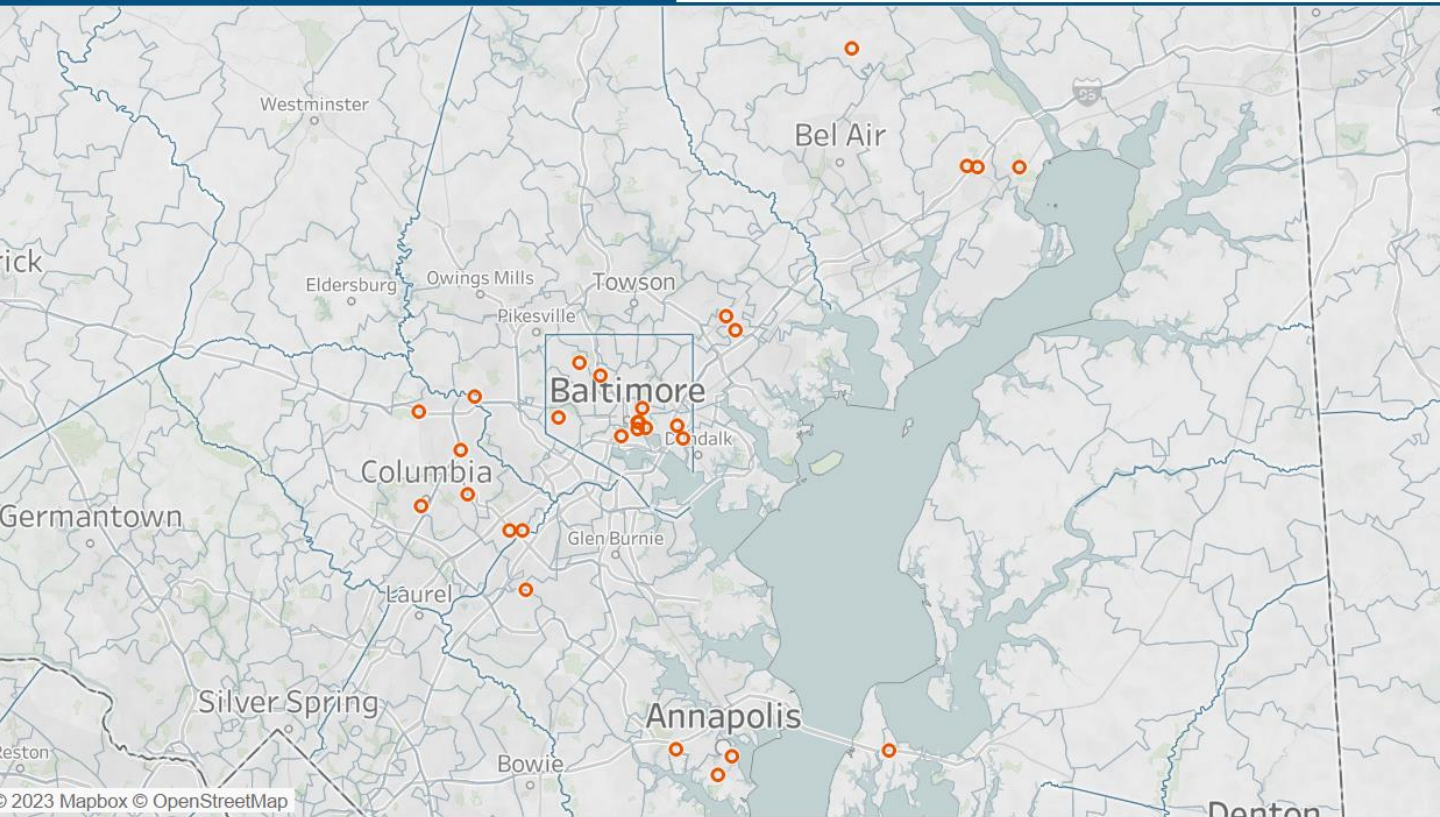 Westminster
Bel Air
95
rick
Eldersburg
Owings Mills
Towson
Pikesville
Baltimore
Dundalk
Columbia
Germantown
Glen Burnie
Laurel
Silver Spring
Annapolis
Reston
Bowie
© 2023 Mapbox © OpenStreetMap
Denton